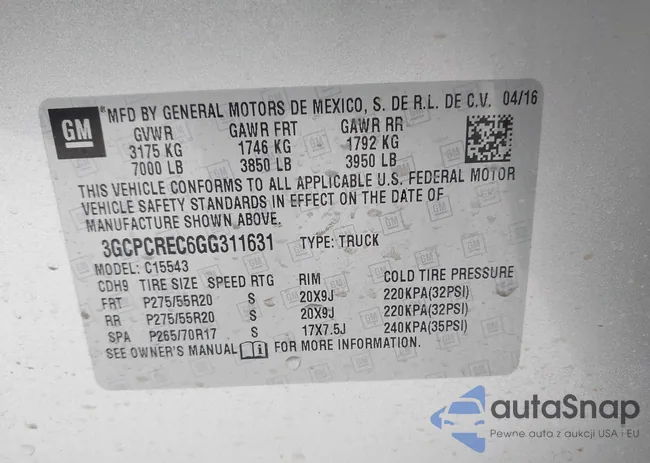 GM ® MFD BY GENERAL MOTORS DE MEXICO, S. DE R.L. DE C.V. 04/16
GVWR GAWR FRT GAWR RR
3175 KG 1746 KG 1792 KG
7000 LB 3850 LB 3950 LB
THIS VEHICLE CONFORMS TO ALL APPLICABLE U.S. FEDERAL MOTOR
VEHICLE SAFETY STANDARDS IN EFFECT ON THE DATE OF
MANUFACTURE SHOWN ABOVE.
3GCPCREC6GG311631 TYPE: TRUCK
MODEL: C15543
CDH9 TIRE SIZE SPEED RTG RIM COLD TIRE PRESSURE
FRT P275/55R20 S 20X9J 220KPA(32PSI)
RR P275/55R20 S 20X9J 220KPA(32PSI)
SPA P265/70R17 S 17X7.5J 240KPA(35PSI)
SEE OWNER'S MANUAL FOR MORE INFORMATION.
autaSnap
Pewne auta z aukcji USA i EU